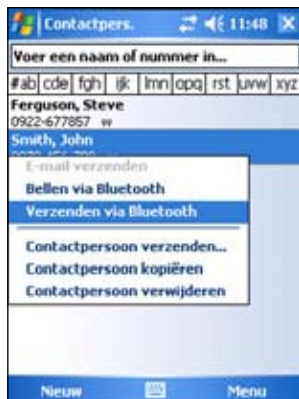 Contactpers. 11:48
Voer een naam of nummer in...
#ab cde fgh ijk lmn opq rst uvw xyz
Ferguson, Steve
0922-677857 w
Smith, John
E-mail verzenden
Bellen via Bluetooth
Verzenden via Bluetooth
Contactpersoon verzenden...
Contactpersoon kopiëren
Contactpersoon verwijderen
Nieuw Menu